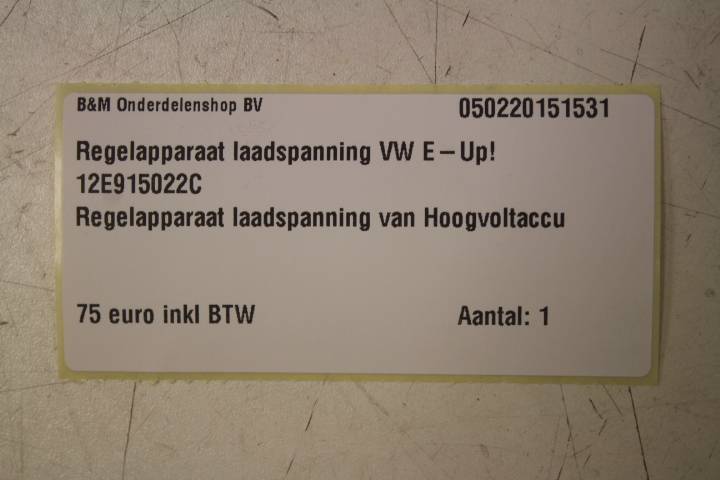 B&M Onderdelenshop BV 050220151531
Regelapparaat laadspanning VW E-Up!
12E915022C
Regelapparaat laadspanning van Hoogvoltaccu
75 euro inkl BTW Aantal: 1